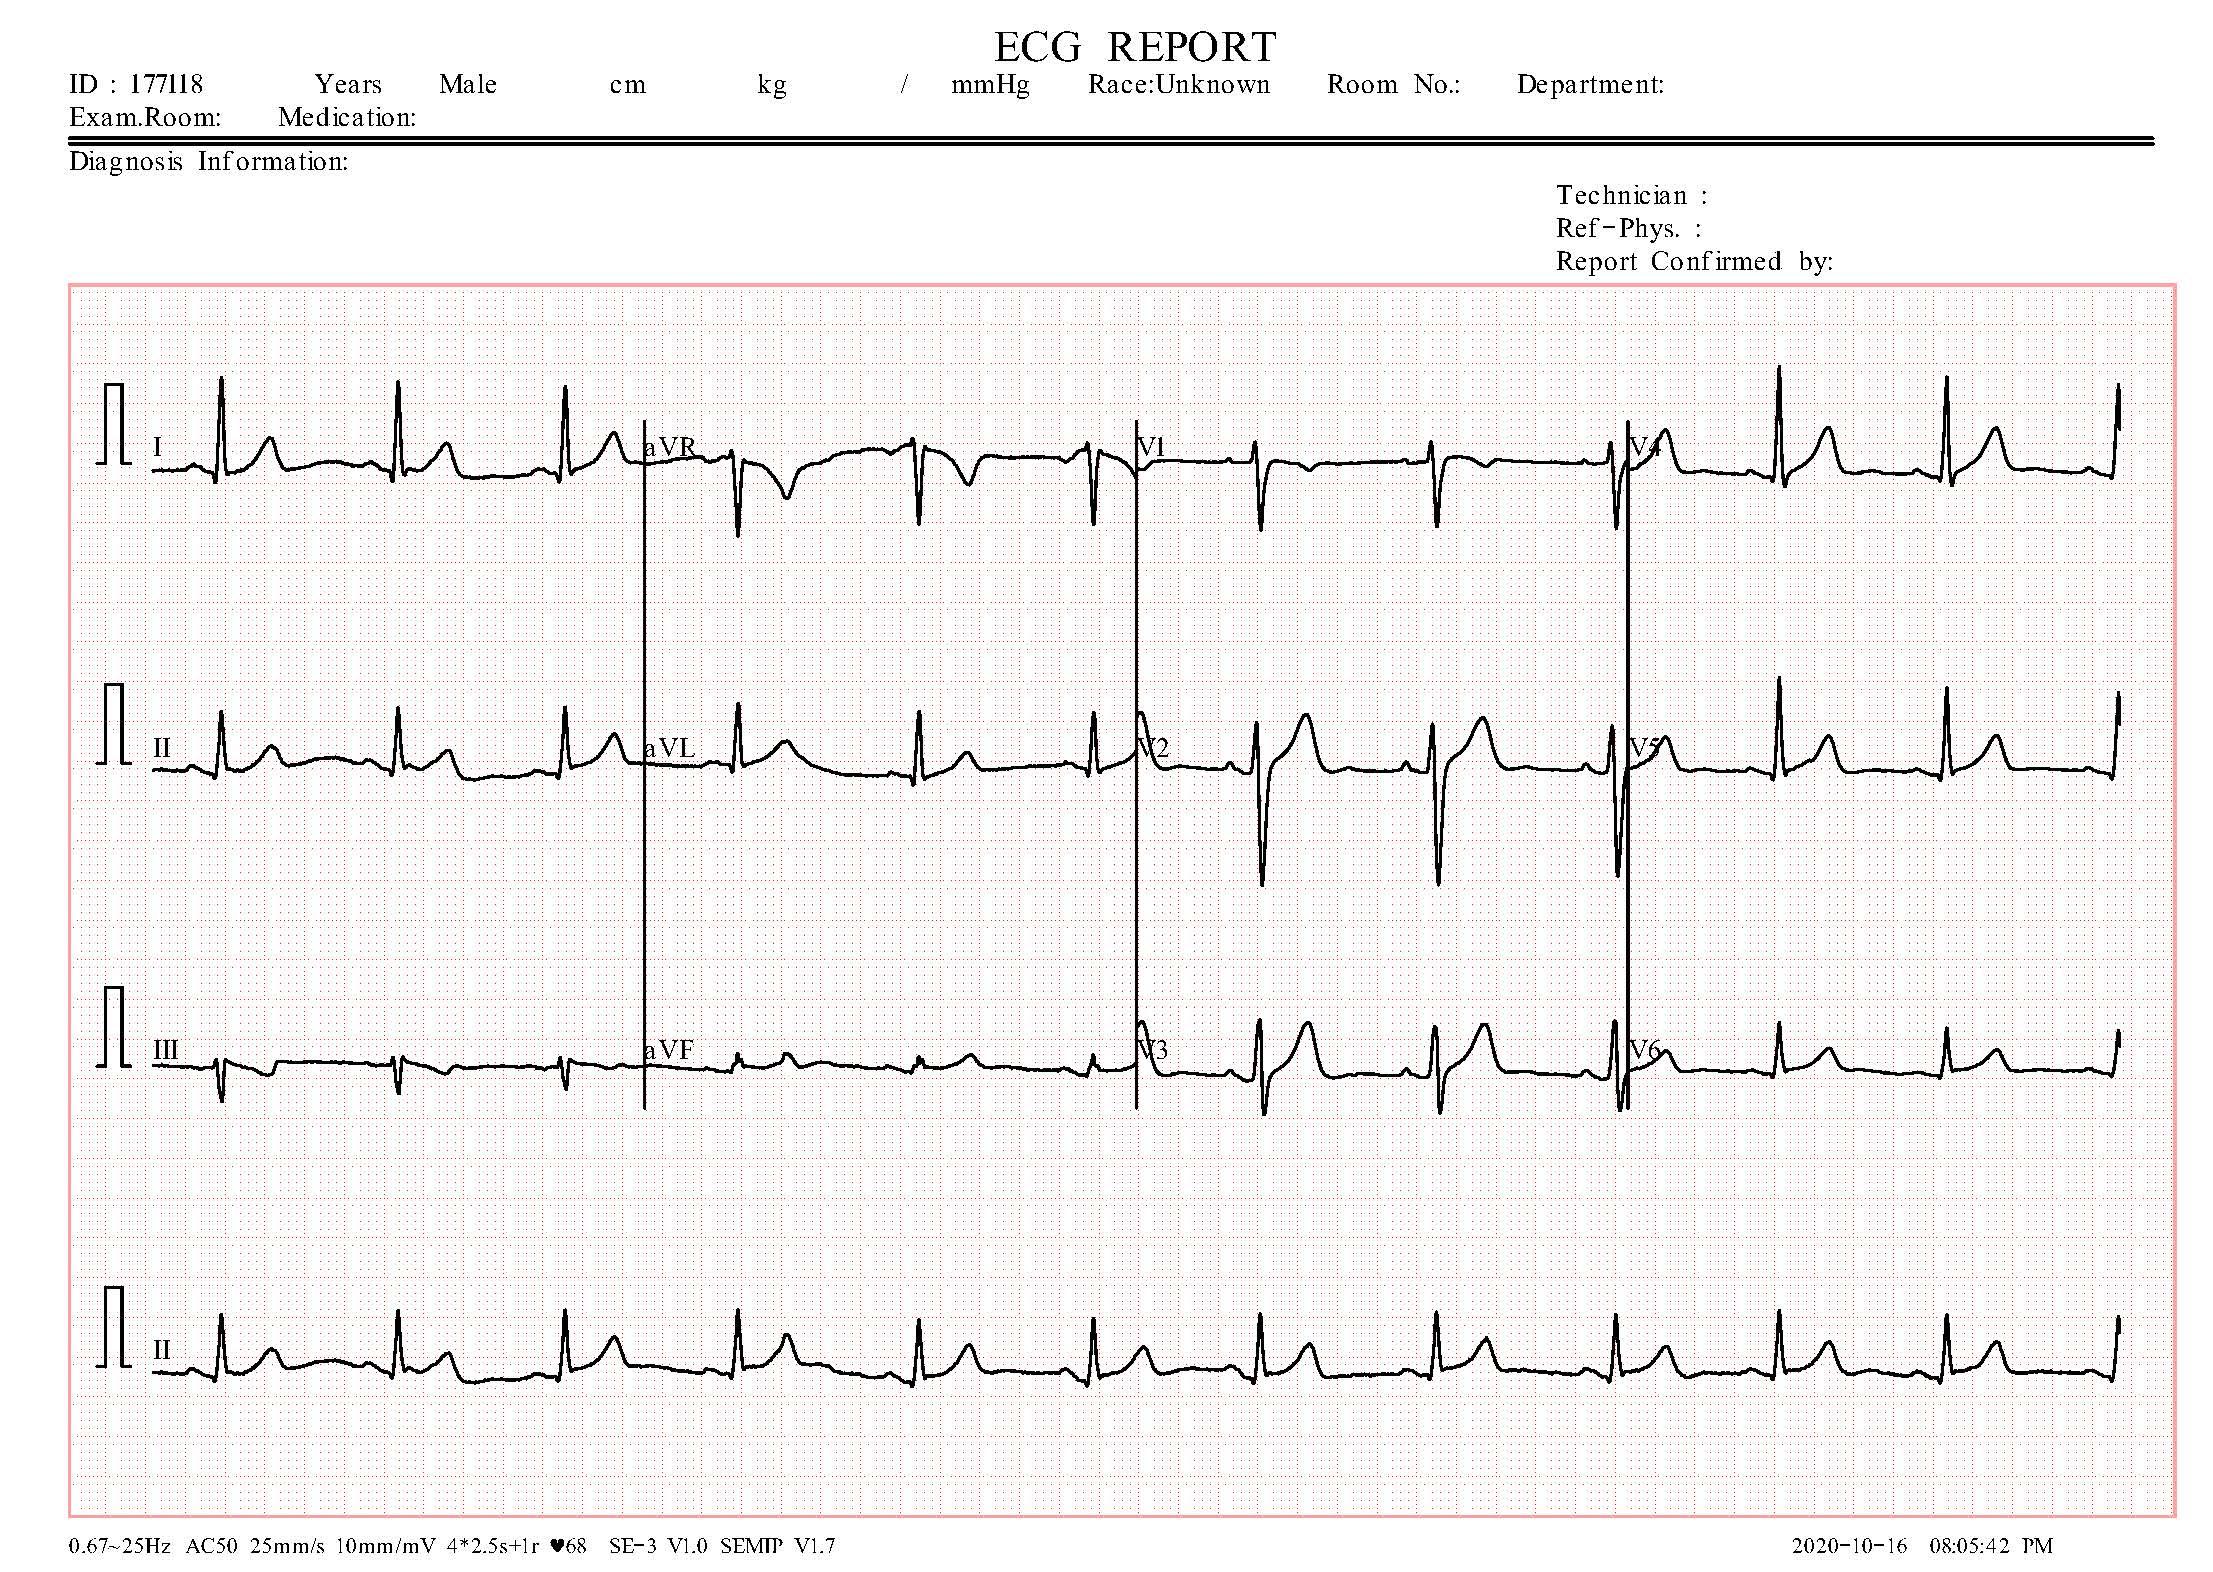 ECG REPORT
ID : 177118 Years Male cm kg / mmHg Race:Unknown Room No.: Department:
Exam.Room: Medication:
Diagnosis Information:
Technician :
Ref-Phys. :
Report Confirmed by:
I aVR V1 V4
II aVL V2 V5
III aVF V3 V6
II
0.67~25Hz AC50 25mm/s 10mm/mV 4*2.5s+1r ♥68 SE-3 V1.0 SEMIP V1.7 2020-10-16 08:05:42 PM